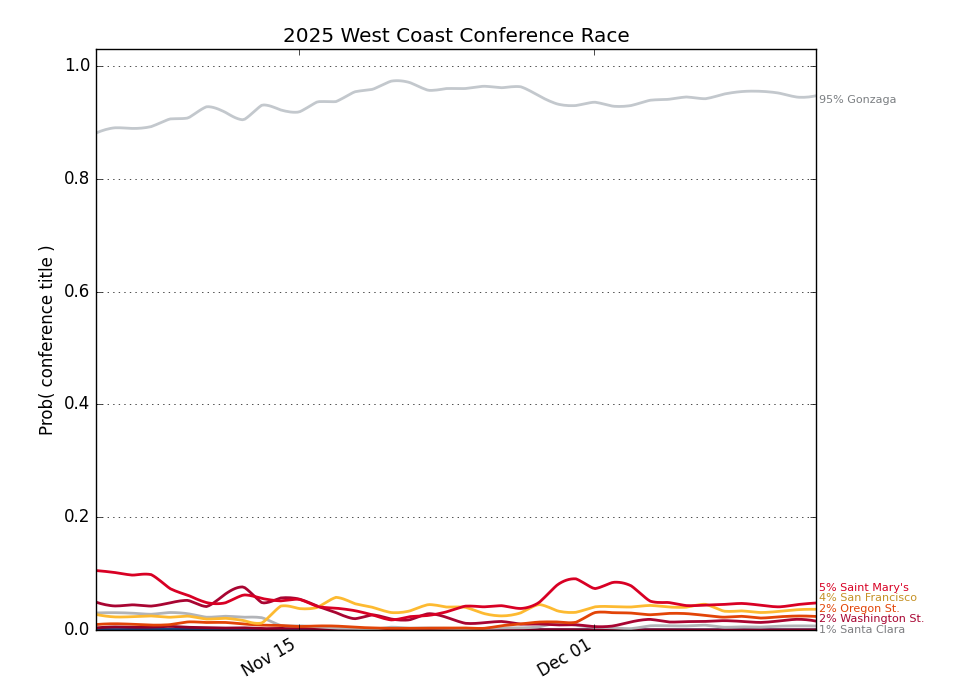 2025 West Coast Conference Race
1.0
0.8
0.6
0.4
0.2
0.0
Prob( conference title )
Nov 15
Dec 01
95% Gonzaga
5% Saint Mary's
4% San Francisco
2% Oregon St.
2% Washington St.
1% Santa Clara